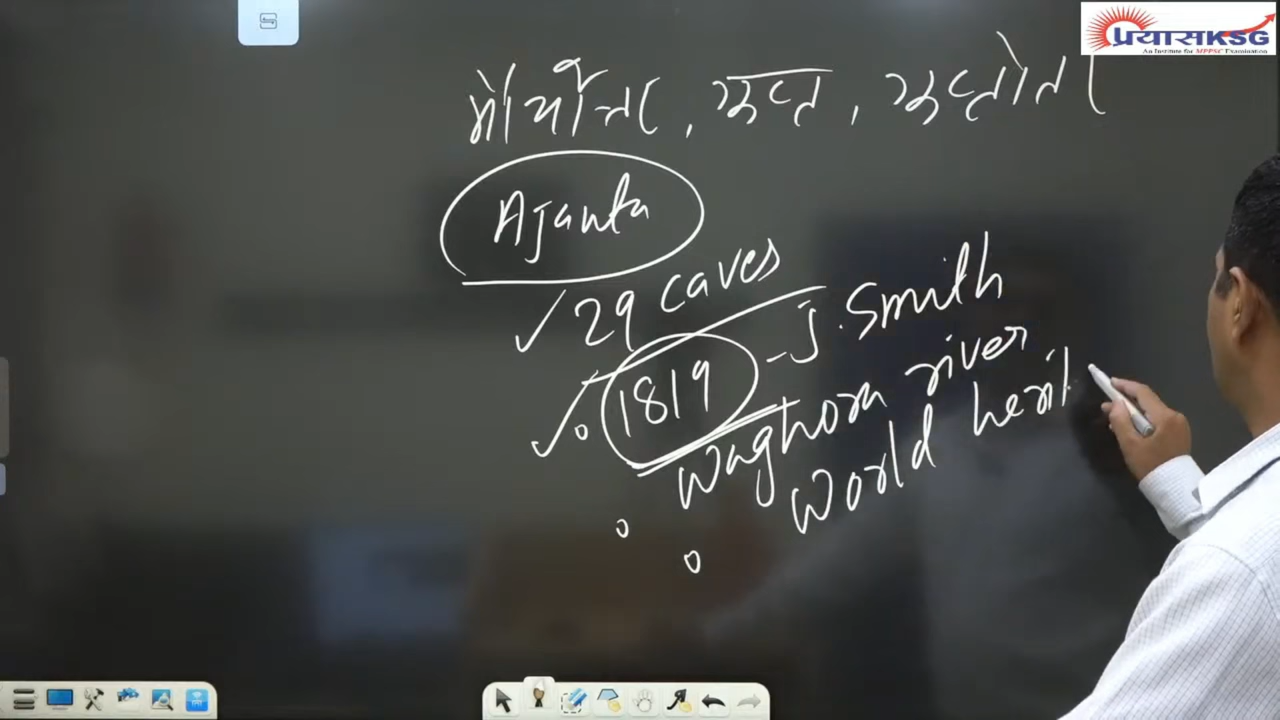 प्रयासKSG
An Institute for MPPSC Examination
मौर्योत्तर, गुप्त, गुप्तोत्तर
Ajanta
✓ 29 caves
✓ 1819 - J. Smith
Waghora river
World herit